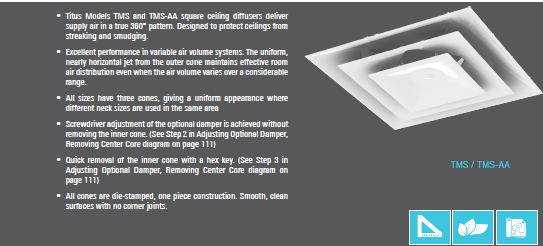 • Titus Models TMS and TMS-AA square ceiling diffusers deliver
supply air in a true 360° pattern. Designed to protect ceilings from
streaking and smudging.
• Excellent performance in variable air volume systems. The uniform,
nearly horizontal jet from the outer cone maintains effective room
air distribution even when the air volume varies over a considerable
range.
• All sizes have three cones, giving a uniform appearance where
different neck sizes are used in the same area
• Screwdriver adjustment of the optional damper is achieved without
removing the inner cone. (See Step 2 in Adjusting Optional Damper,
Removing Center Core diagram on page 111)
• Quick removal of the inner cone with a hex key. (See Step 3 in
Adjusting Optional Damper, Removing Center Core diagram on
page 111)
• All cones are die-stamped, one piece construction. Smooth, clean
surfaces with no corner joints.
TMS / TMS-AA